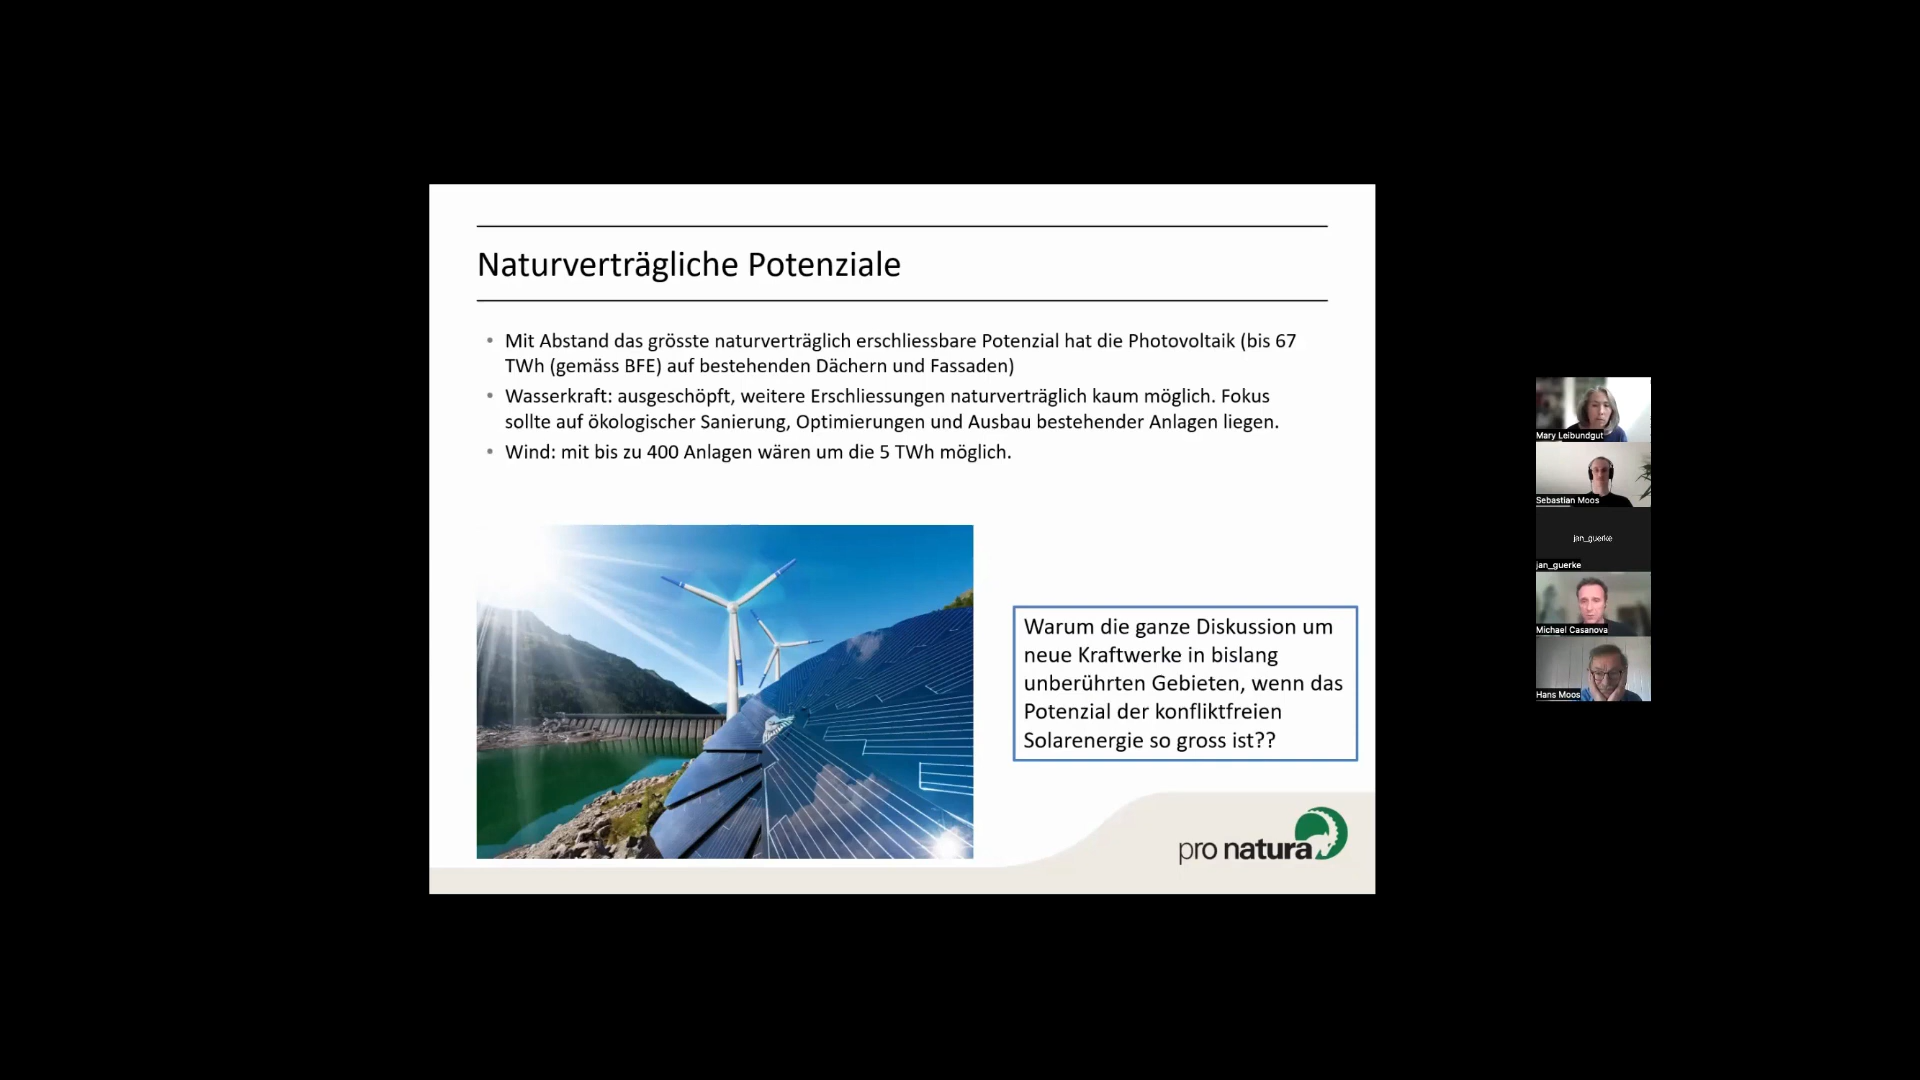 Naturverträgliche Potenziale
• Mit Abstand das grösste naturverträglich erschliessbare Potenzial hat die Photovoltaik (bis 67
TWh (gemäss BFE) auf bestehenden Dächern und Fassaden)
• Wasserkraft: ausgeschöpft, weitere Erschliessungen naturverträglich kaum möglich. Fokus
sollte auf ökologischer Sanierung, Optimierungen und Ausbau bestehender Anlagen liegen.
• Wind: mit bis zu 400 Anlagen wären um die 5 TWh möglich.
Warum die ganze Diskussion um
neue Kraftwerke in bislang
unberührten Gebieten, wenn das
Potenzial der konfliktfreien
Solarenergie so gross ist??
pro natura
Mary Leibundgut
Sebastian Moos
jan_guerke
jan_guerke
Michael Casanova
Hans Moos